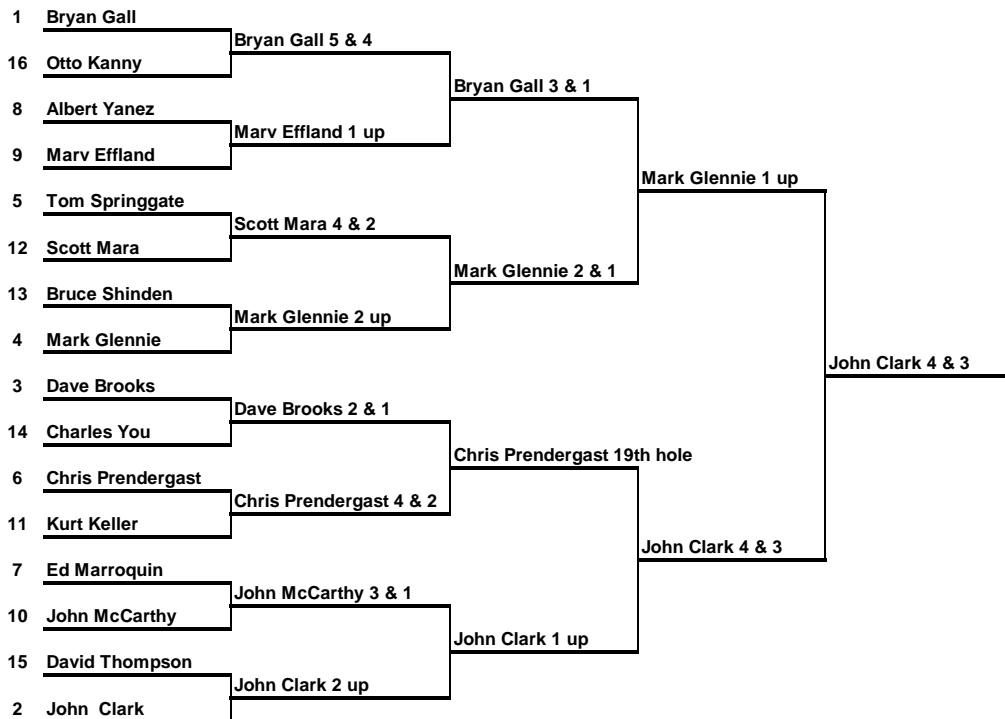 1 Bryan Gall
Bryan Gall 5 & 4
16 Otto Kanny
Bryan Gall 3 & 1
8 Albert Yanez
Marv Effland 1 up
9 Marv Effland
Mark Glennie 1 up
5 Tom Springgate
Scott Mara 4 & 2
12 Scott Mara
Mark Glennie 2 & 1
13 Bruce Shinden
Mark Glennie 2 up
4 Mark Glennie
John Clark 4 & 3
3 Dave Brooks
Dave Brooks 2 & 1
14 Charles You
Chris Prendergast 19th hole
6 Chris Prendergast
Chris Prendergast 4 & 2
11 Kurt Keller
John Clark 4 & 3
7 Ed Marroquin
John McCarthy 3 & 1
10 John McCarthy
John Clark 1 up
15 David Thompson
John Clark 2 up
2 John Clark